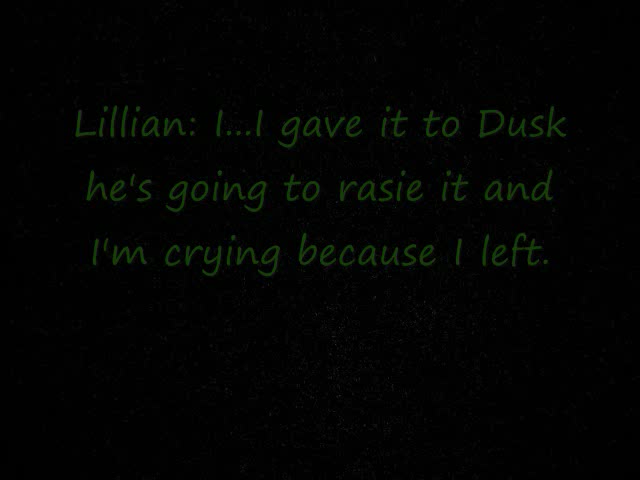 Lillian: I...I gave it to Dusk
he's going to rasie it and
I'm crying because I left.